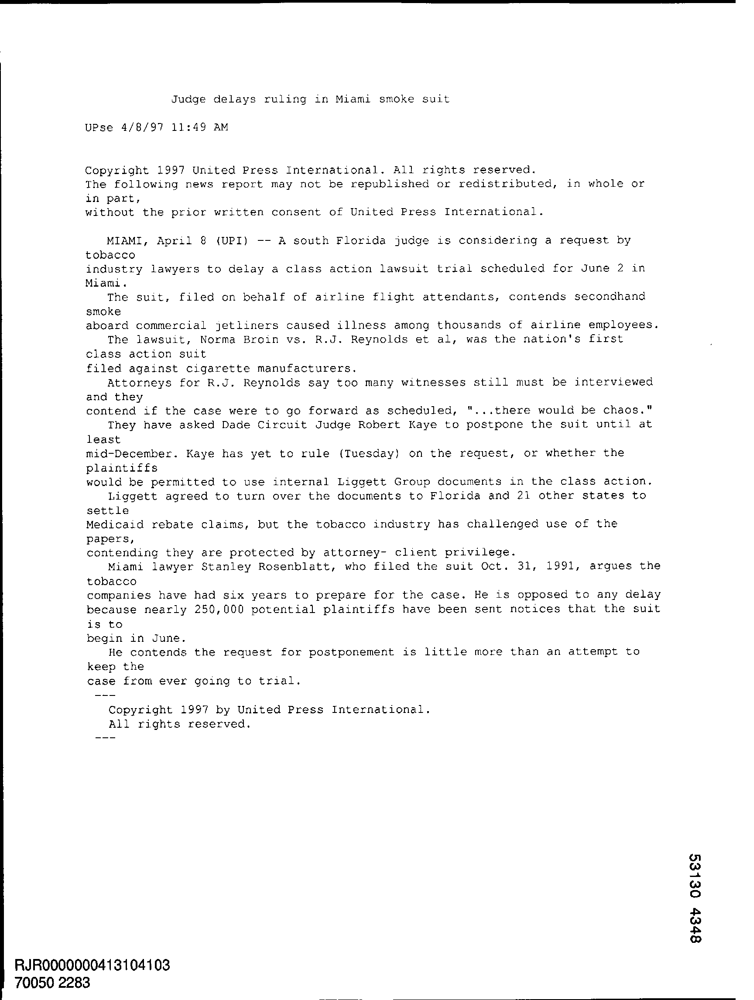 Judge delays ruling in Miami smoke suit
UPse 4/8/97 11:49 AM
Copyright 1997 United Press International. All rights reserved.
The following news report may not be republished or redistributed, in whole or
in part,
without the prior written consent of United Press International.
MIAMI, April 8 (UPI) -- A south Florida judge is considering a request by
tobacco
industry lawyers to delay a class action lawsuit trial scheduled for June 2 in
Miami.
The suit, filed on behalf of airline flight attendants, contends secondhand
smoke
aboard commercial jetliners caused illness among thousands of airline employees.
The lawsuit, Norma Broin vs. R.J. Reynolds et al, was the nation's first
class action suit
filed against cigarette manufacturers.
Attorneys for R.J. Reynolds say too many witnesses still must be interviewed
and they
contend if the case were to go forward as scheduled, "...there would be chaos."
They have asked Dade Circuit Judge Robert Kaye to postpone the suit until at
least
mid-December. Kaye has yet to rule (Tuesday) on the request, or whether the
plaintiffs
would be permitted to use internal Liggett Group documents in the class action.
Liggett agreed to turn over the documents to Florida and 21 other states to
settle
Medicaid rebate claims, but the tobacco industry has challenged use of the
papers,
contending they are protected by attorney- client privilege.
Miami lawyer Stanley Rosenblatt, who filed the suit Oct. 31, 1991, argues the
tobacco
companies have had six years to prepare for the case. He is opposed to any delay
because nearly 250,000 potential plaintiffs have been sent notices that the suit
is to
begin in June.
He contends the request for postponement is little more than an attempt to
keep the
case from ever going to trial.
---
Copyright 1997 by United Press International.
All rights reserved.
---
53130 4348
RJR0000000413104103
70050 2283